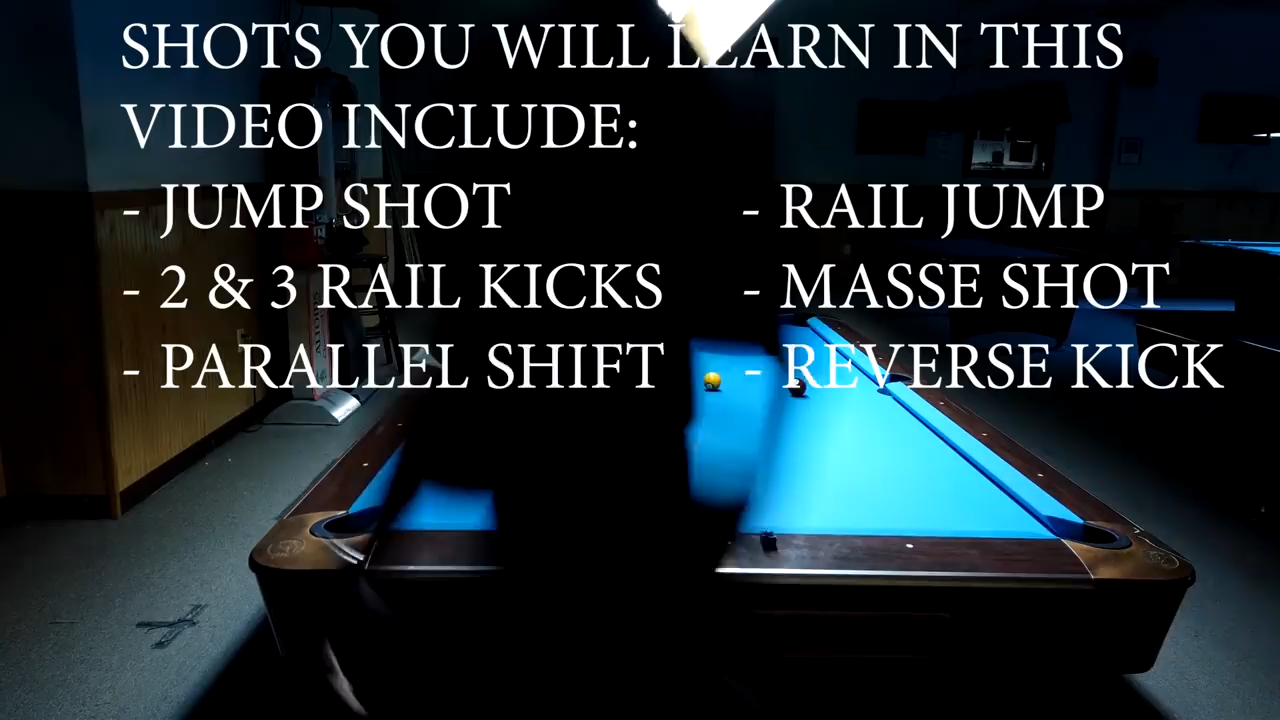 SHOTS YOU WILL LEARN IN THIS
VIDEO INCLUDE:
- JUMP SHOT
- 2 & 3 RAIL KICKS
- PARALLEL SHIFT
- RAIL JUMP
- MASSE SHOT
- REVERSE KICK